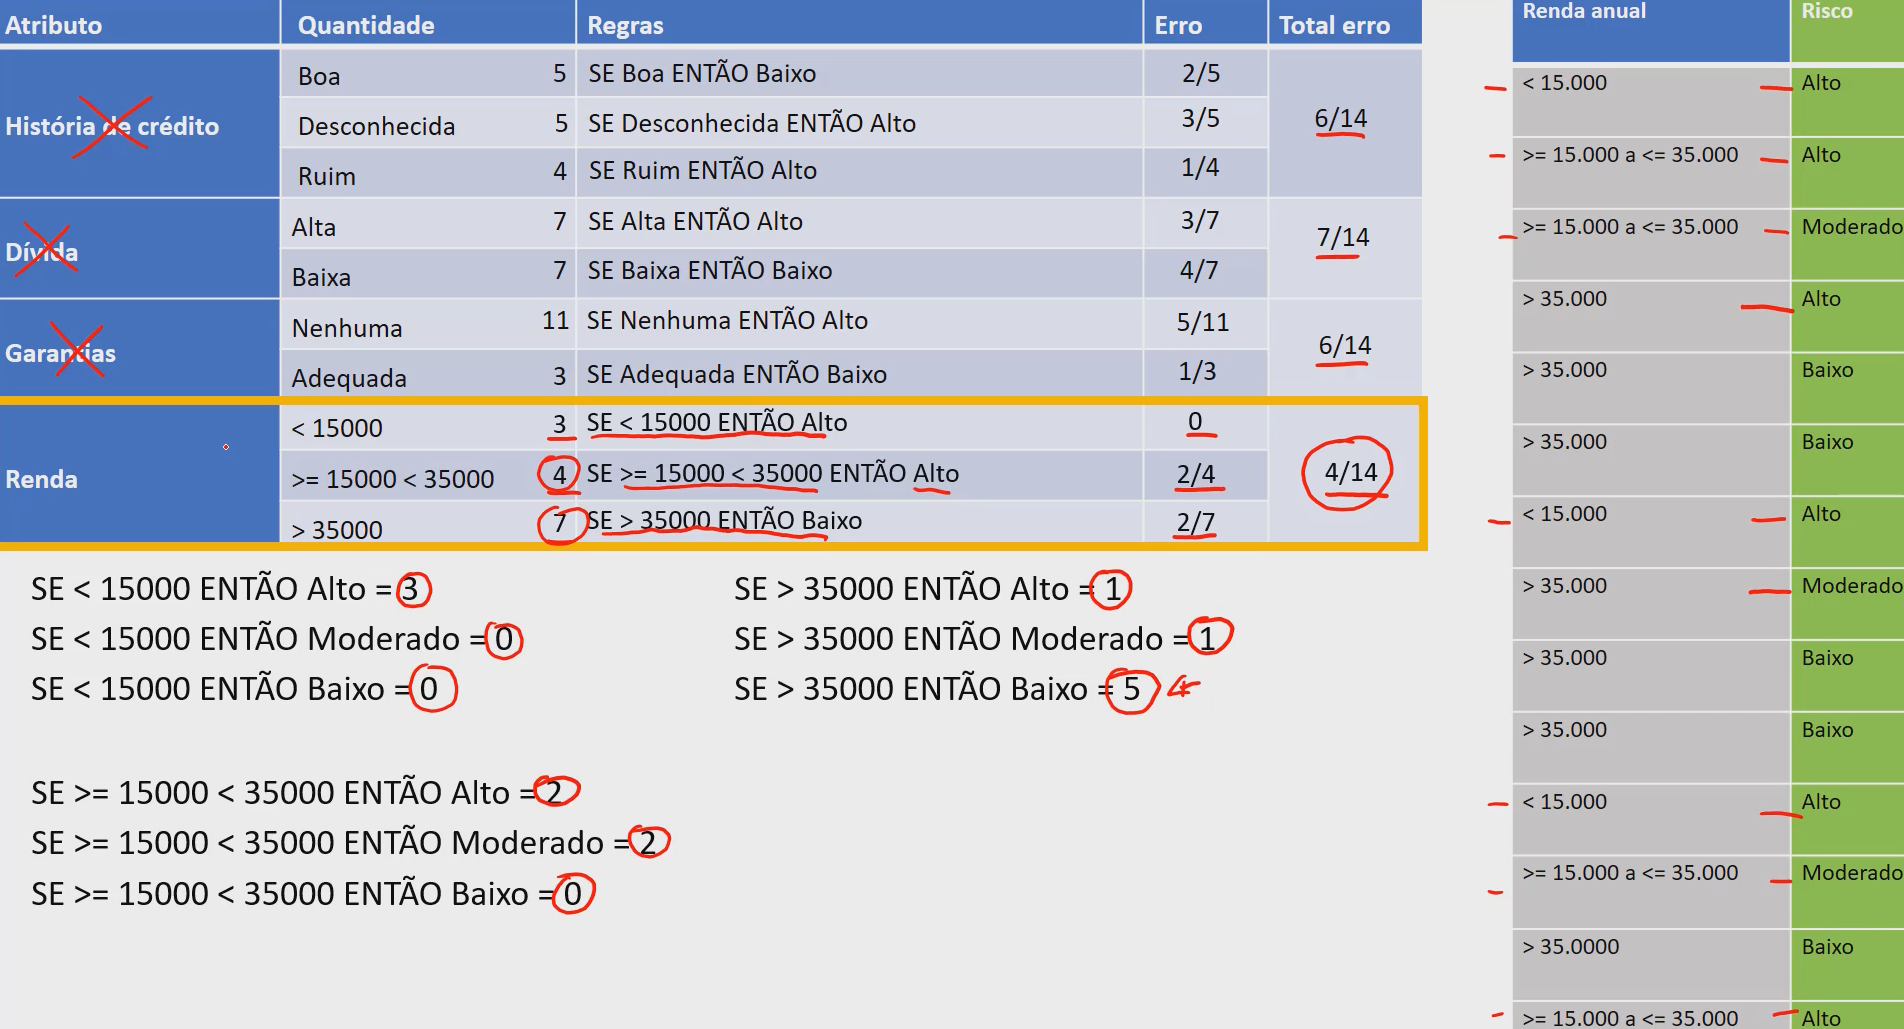 Atributo Quantidade Regras Erro Total erro
História de crédito
Boa 5 SE Boa ENTÃO Baixo 2/5
Desconhecida 5 SE Desconhecida ENTÃO Alto 3/5
Ruim 4 SE Ruim ENTÃO Alto 1/4
6/14
Dívida
Alta 7 SE Alta ENTÃO Alto 3/7
Baixa 7 SE Baixa ENTÃO Baixo 4/7
7/14
Garantias
Nenhuma 11 SE Nenhuma ENTÃO Alto 5/11
Adequada 3 SE Adequada ENTÃO Baixo 1/3
6/14
Renda
< 15000 3 SE < 15000 ENTÃO Alto 0
>= 15000 < 35000 4 SE >= 15000 < 35000 ENTÃO Alto 2/4
> 35000 7 SE > 35000 ENTÃO Baixo 2/7
4/14
SE < 15000 ENTÃO Alto = 3
SE < 15000 ENTÃO Moderado = 0
SE < 15000 ENTÃO Baixo = 0
SE > 35000 ENTÃO Alto = 1
SE > 35000 ENTÃO Moderado = 1
SE > 35000 ENTÃO Baixo = 5
SE >= 15000 < 35000 ENTÃO Alto = 2
SE >= 15000 < 35000 ENTÃO Moderado = 2
SE >= 15000 < 35000 ENTÃO Baixo = 0
Renda anual Risco
< 15.000 Alto
>= 15.000 a <= 35.000 Alto
>= 15.000 a <= 35.000 Moderado
> 35.000 Alto
> 35.000 Baixo
> 35.000 Baixo
< 15.000 Alto
> 35.000 Moderado
> 35.000 Baixo
> 35.000 Baixo
< 15.000 Alto
>= 15.000 a <= 35.000 Moderado
> 35.0000 Baixo
>= 15.000 a <= 35.000 Alto